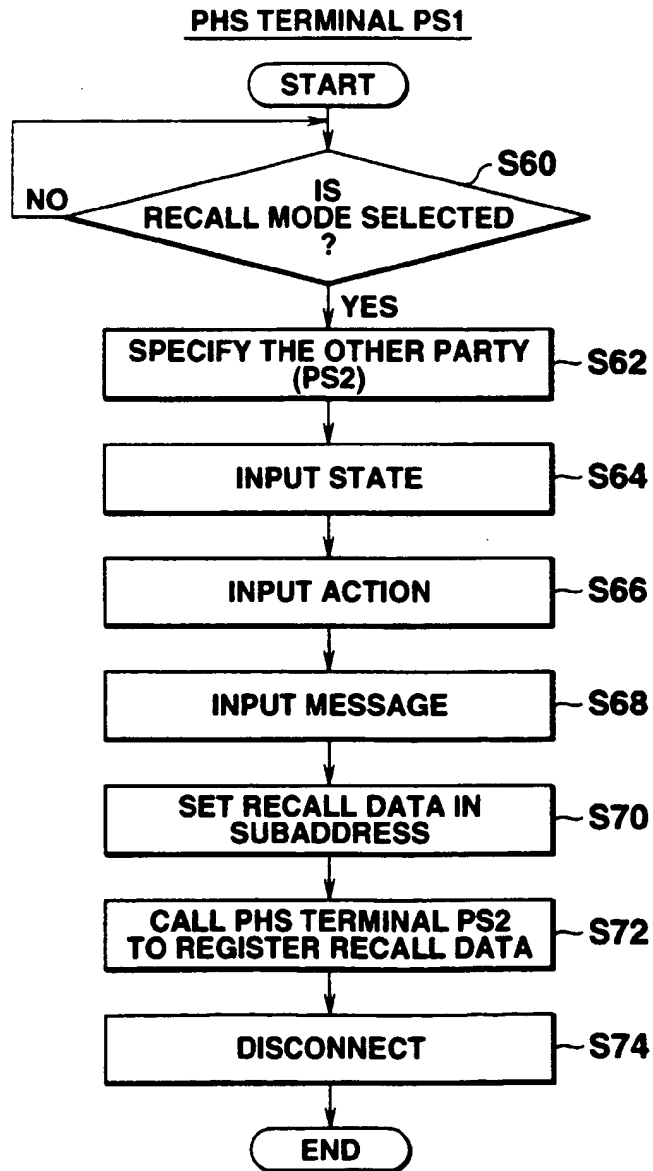 PHS TERMINAL PS1
START
S60
IS
RECALL MODE SELECTED
?
NO
YES
SPECIFY THE OTHER PARTY
(PS2)
S62
INPUT STATE
S64
INPUT ACTION
S66
INPUT MESSAGE
S68
SET RECALL DATA IN
SUBADDRESS
S70
CALL PHS TERMINAL PS2
TO REGISTER RECALL DATA
S72
DISCONNECT
S74
END